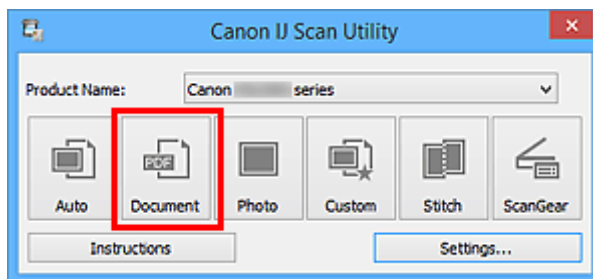 Canon IJ Scan Utility
Product Name: Canon series
PDF
Auto Document Photo Custom Stitch ScanGear
Instructions Settings...